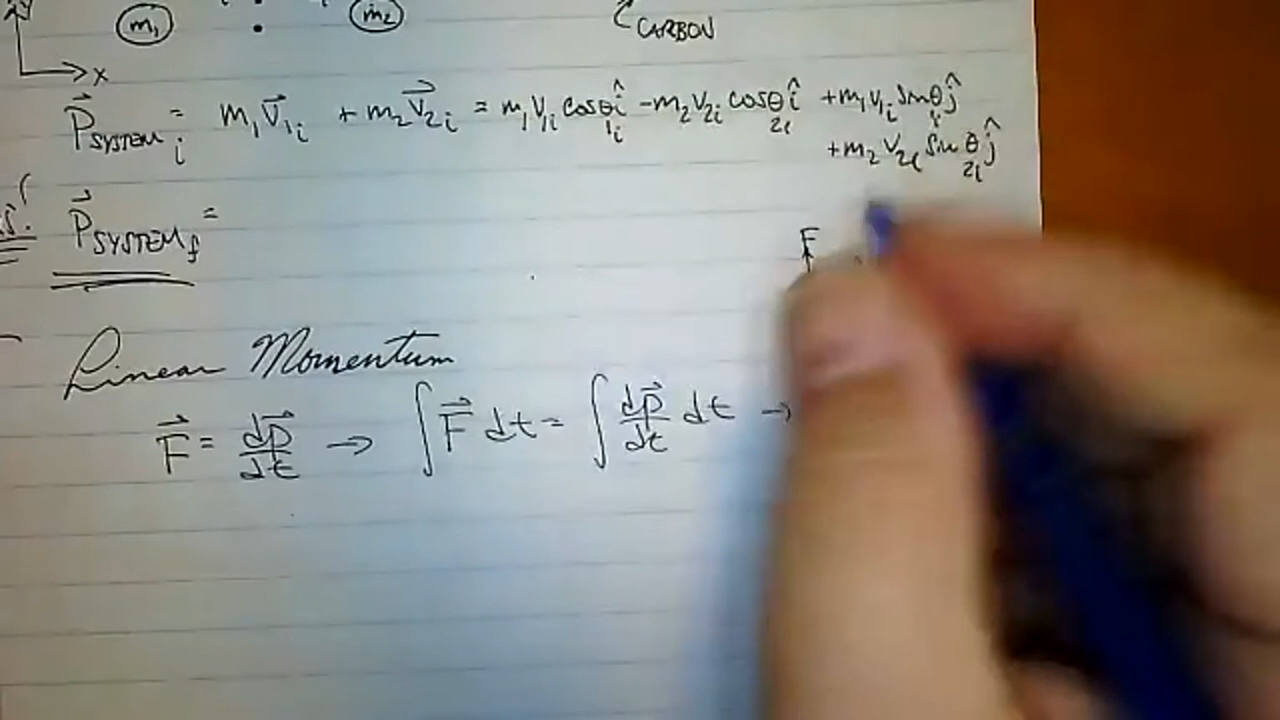 y
m₁ m₂ CARBON
x
P⃗SYSTEMᵢ = m₁v⃗₁ᵢ + m₂v⃗₂ᵢ = m₁v₁ᵢ cosθ₁ᵢ î - m₂v₂ᵢ cosθ₂ᵢ î + m₁v₁ᵢ sinθ₁ᵢ ĵ
+ m₂v₂ᵢ sinθ₂ᵢ ĵ
P⃗SYSTEMf =
F
Linear Momentum
F⃗ = dp⃗/dt → ∫F⃗ dt = ∫ dp⃗/dt dt →